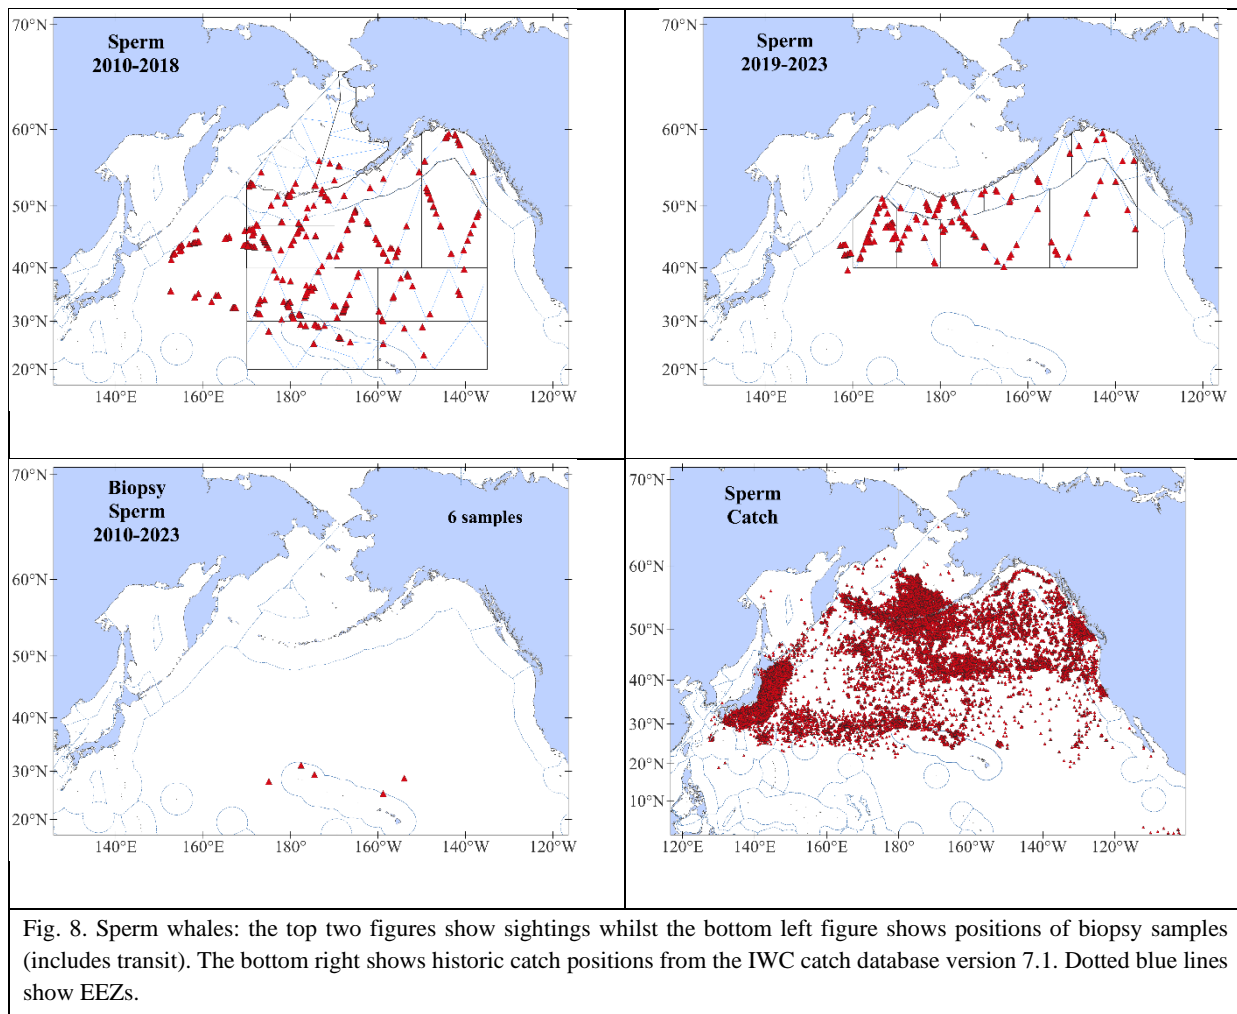 Sperm
2010-2018
70°N
60°N
50°N
40°N
30°N
20°N
140°E
160°E
180°
160°W
140°W
120°W
Sperm
2019-2023
70°N
60°N
50°N
40°N
30°N
20°N
140°E
160°E
180°
160°W
140°W
120°W
Biopsy
Sperm
2010-2023
6 samples
70°N
60°N
50°N
40°N
30°N
20°N
140°E
160°E
180°
160°W
140°W
120°W
Sperm
Catch
70°N
60°N
50°N
40°N
30°N
20°N
10°N
120°E
140°E
160°E
180°
160°W
140°W
120°W
Fig. 8. Sperm whales: the top two figures show sightings whilst the bottom left figure shows positions of biopsy samples
(includes transit). The bottom right shows historic catch positions from the IWC catch database version 7.1. Dotted blue lines
show EEZs.